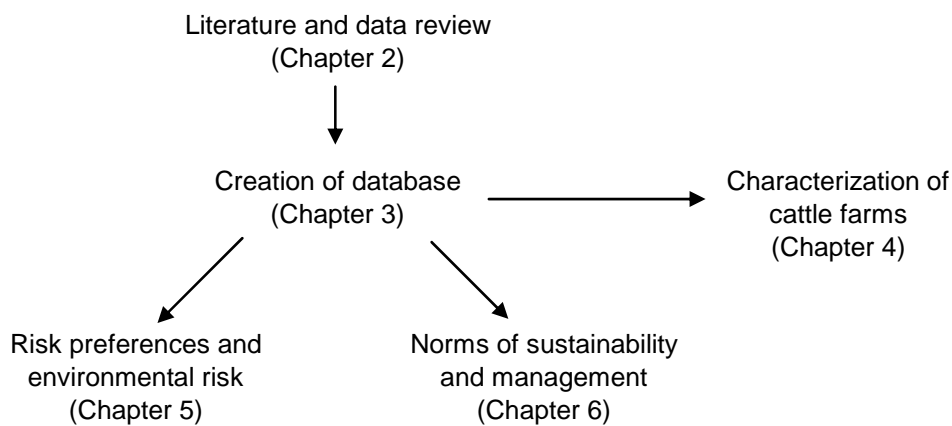 Literature and data review
(Chapter 2)
Creation of database
(Chapter 3)
Characterization of
cattle farms
(Chapter 4)
Risk preferences and
environmental risk
(Chapter 5)
Norms of sustainability
and management
(Chapter 6)